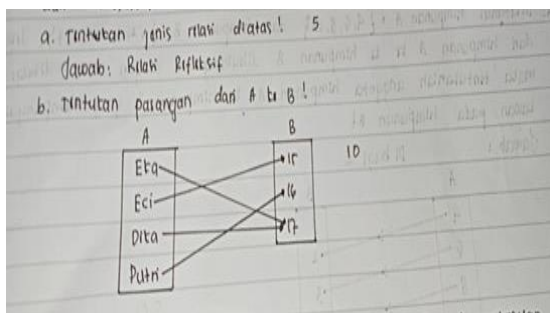 a. Tentukan jenis relasi diatas! 5
Jawab: Relasi Refleksif
b. Tentukan pasangan dari A ke B!
A B
Eka 15 10
Eci 16
Dita 17
Putri